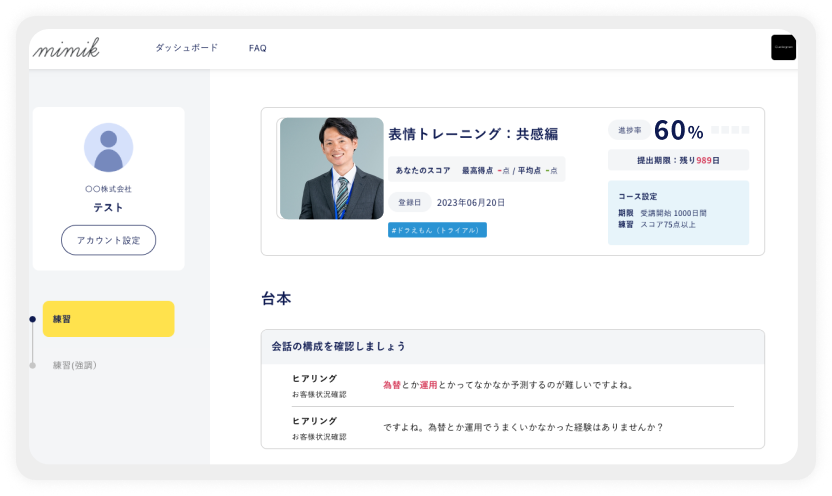 mimik
ダッシュボード
FAQ
〇〇株式会社
テスト
アカウント設定
練習
練習(強調)
表情トレーニング：共感編
あなたのスコア 最高得点 -点 / 平均点 -点
登録日 2023年06月20日
#ドラえもん（トライアル）
進捗率 60%
提出期限：残り989日
コース設定
期限 受講開始 1000日間
練習 スコア75点以上
台本
会話の構成を確認しましょう
ヒアリング
お客様状況確認
為替とか運用とかってなかなか予測するのが難しいですよね。
ヒアリング
お客様状況確認
ですよね。為替とか運用でうまくいかなかった経験はありませんか？